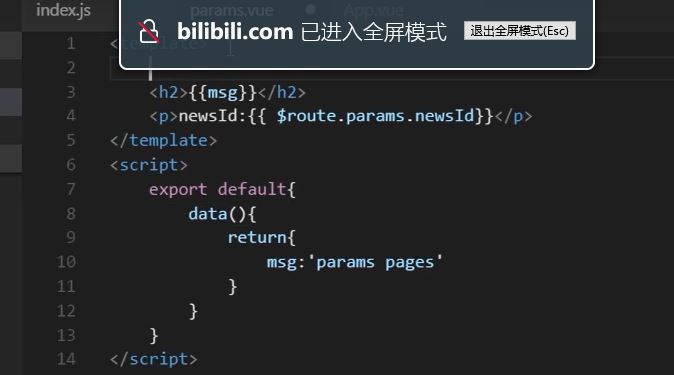 index.js params.vue App.vue
bilibili.com 已进入全屏模式 退出全屏模式(Esc)
1 <template>
2
3 <h2>{{msg}}</h2>
4 <p>newsId:{{ $route.params.newsId}}</p>
5 </template>
6 <script>
7 export default{
8 data(){
9 return{
10 msg:'params pages'
11 }
12 }
13 }
14 </script>